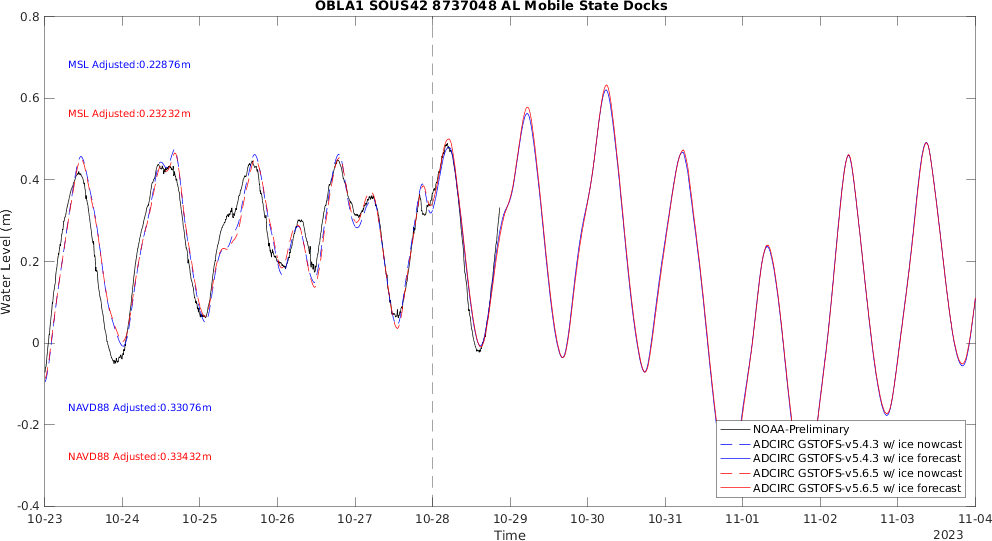 OBLA1 SOUS42 8737048 AL Mobile State Docks
0.8
0.6
0.4
0.2
0
-0.2
-0.4
Water Level (m)
MSL Adjusted:0.22876m
MSL Adjusted:0.23232m
NAVD88 Adjusted:0.33076m
NAVD88 Adjusted:0.33432m
NOAA-Preliminary
ADCIRC GSTOFS-v5.4.3 w/ ice nowcast
ADCIRC GSTOFS-v5.4.3 w/ ice forecast
ADCIRC GSTOFS-v5.6.5 w/ ice nowcast
ADCIRC GSTOFS-v5.6.5 w/ ice forecast
10-23 10-24 10-25 10-26 10-27 10-28 10-29 10-30 10-31 11-01 11-02 11-03 11-04
Time
2023